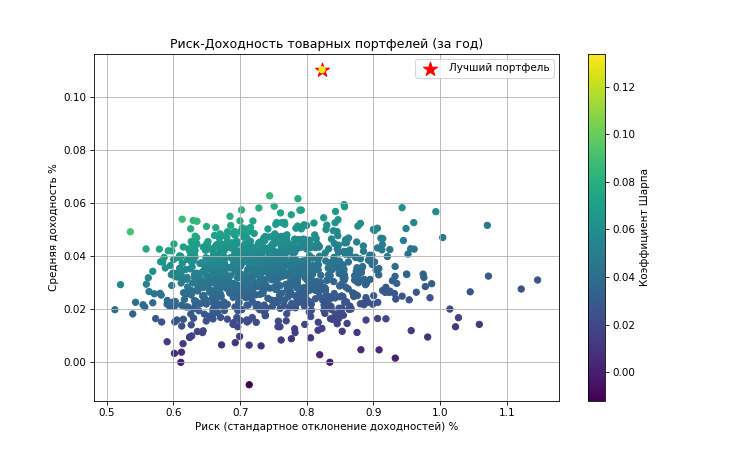 Риск-Доходность товарных портфелей (за год)
Лучший портфель
Средняя доходность %
0.10
0.08
0.06
0.04
0.02
0.00
0.5 0.6 0.7 0.8 0.9 1.0 1.1
Риск (стандартное отклонение доходностей) %
0.12
0.10
0.08
0.06
0.04
0.02
0.00
Коэффициент Шарпа